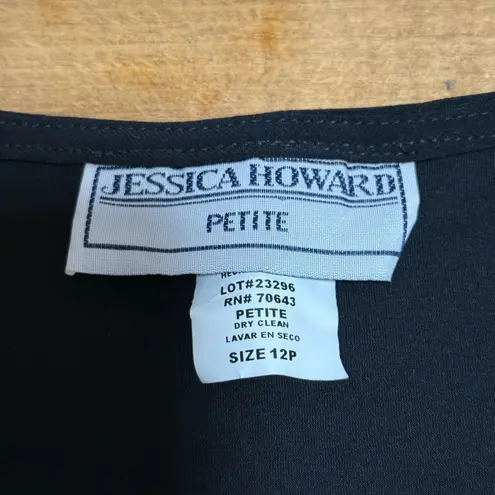 JESSICA HOWARD
PETITE
LOT#23296
RN# 70643
PETITE
DRY CLEAN
LAVAR EN SECO
SIZE 12P